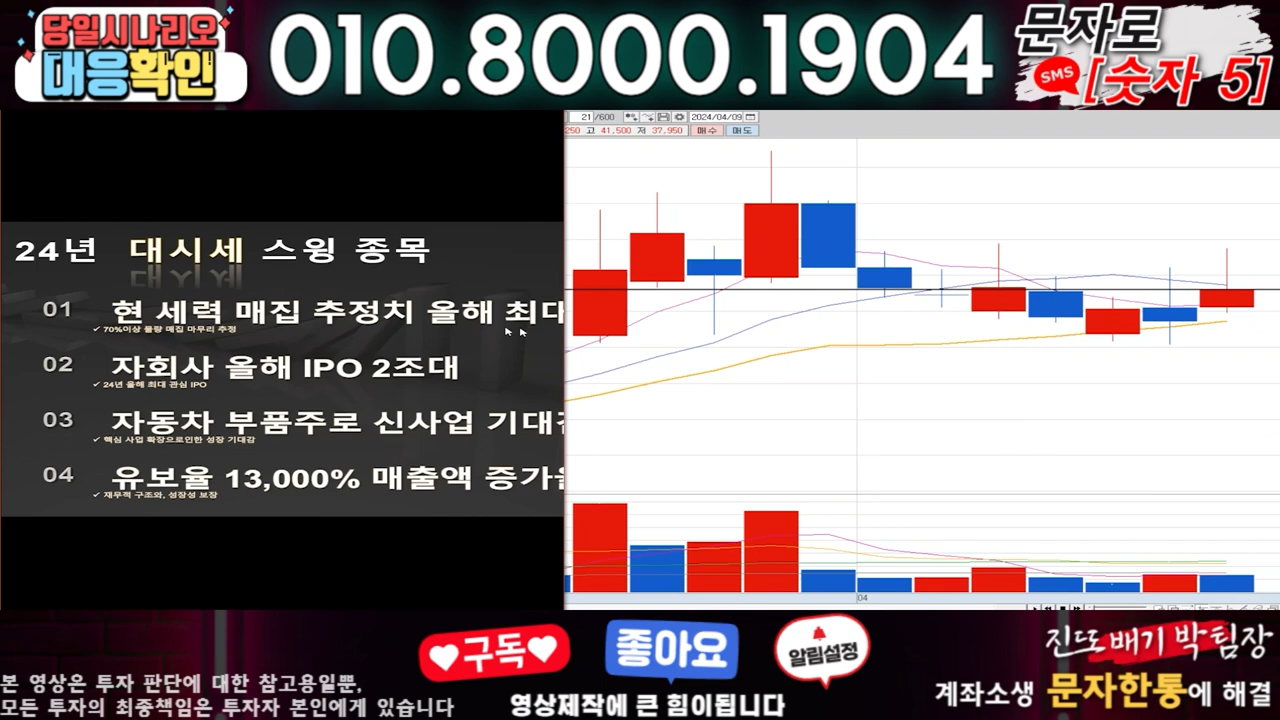 당일시나리오
대응확인
010.8000.1904
문자로
SMS
[숫자 5]
21 /600
2024/04/09
250 고 41,500 저 37,950 매수 매도
24년 대시세 스윙 종목
01 현 세력 매집 추정치 올해 최대
✓ 70%이상 물량 매집 마무리 추정
02 자회사 올해 IPO 2조대
✓ 24년 올해 최대 관심 IPO
03 자동차 부품주로 신사업 기대감
✓ 핵심 사업 확장으로인한 성장 기대감
04 유보율 13,000% 매출액 증가율
✓ 재무적 구조와, 성장성 보장
04
구독
좋아요
알림설정
영상제작에 큰 힘이됩니다
본 영상은 투자 판단에 대한 참고용일뿐,
모든 투자의 최종책임은 투자자 본인에게 있습니다
진또배기 박팀장
계좌소생 문자한통에 해결